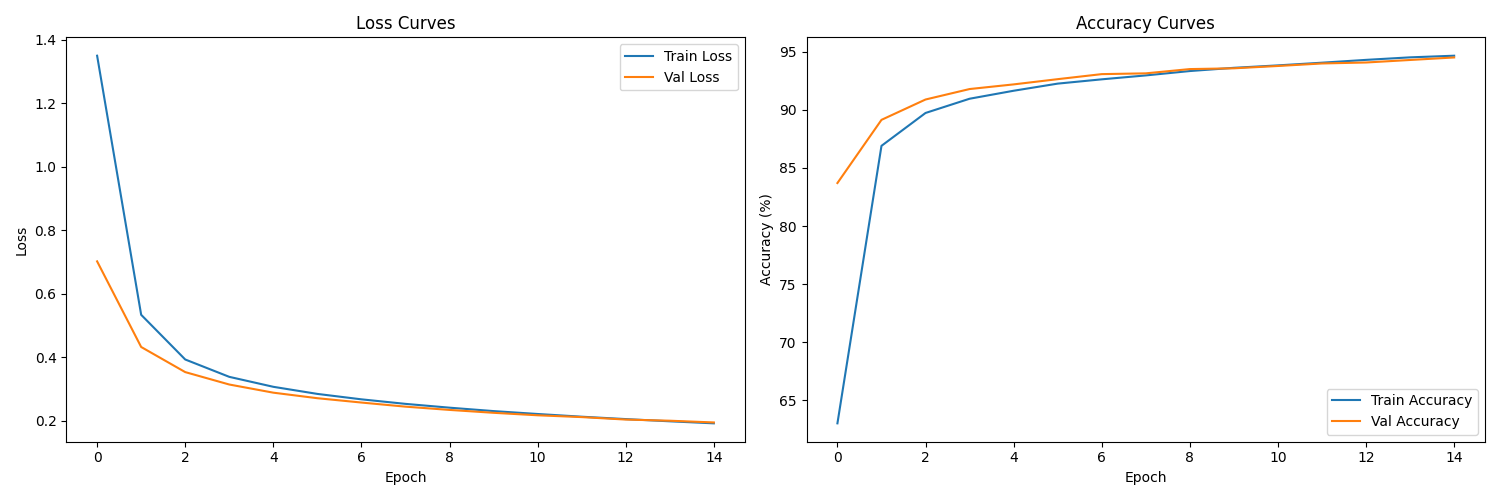 Loss Curves
1.4
1.2
1.0
0.8
0.6
0.4
0.2
Loss
0 2 4 6 8 10 12 14
Epoch
Train Loss
Val Loss
Accuracy Curves
95
90
85
80
75
70
65
Accuracy (%)
0 2 4 6 8 10 12 14
Epoch
Train Accuracy
Val Accuracy